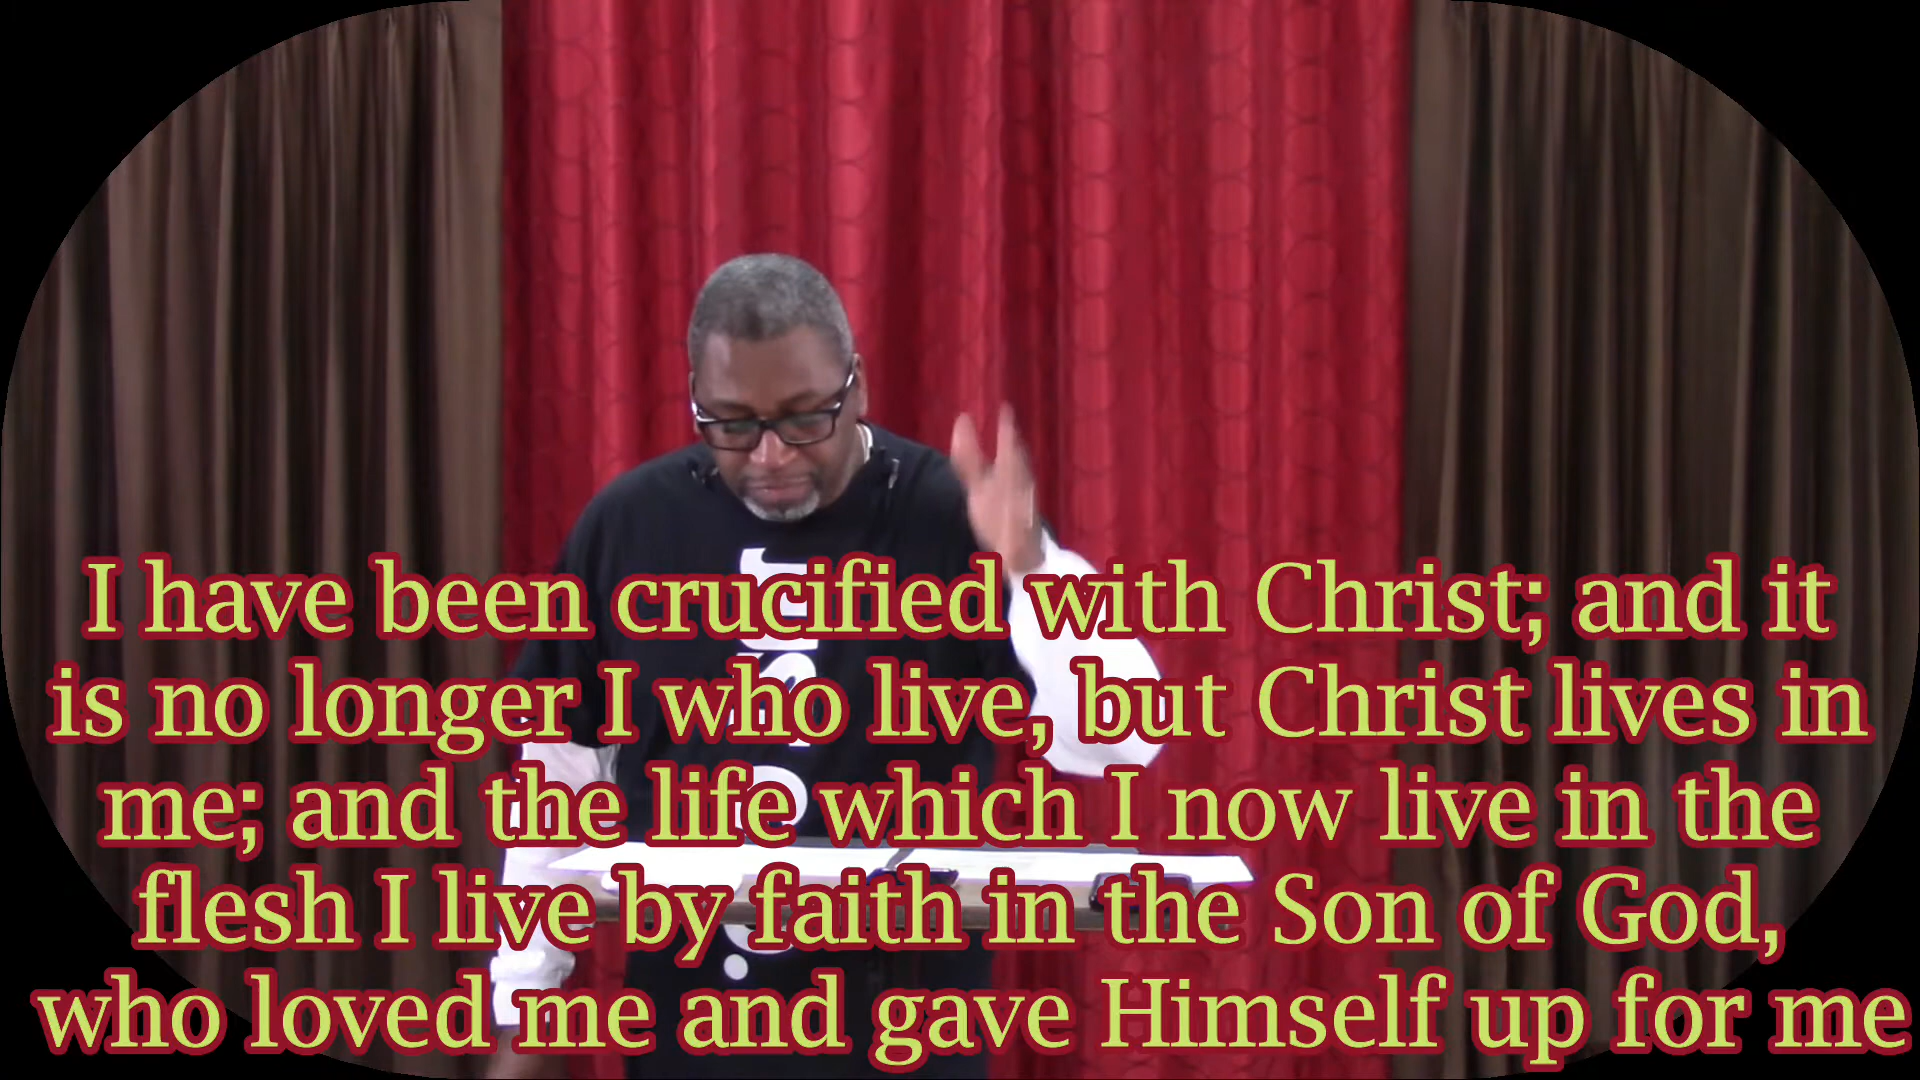 I have been crucified with Christ; and it
is no longer I who live, but Christ lives in
me; and the life which I now live in the
flesh I live by faith in the Son of God,
who loved me and gave Himself up for me